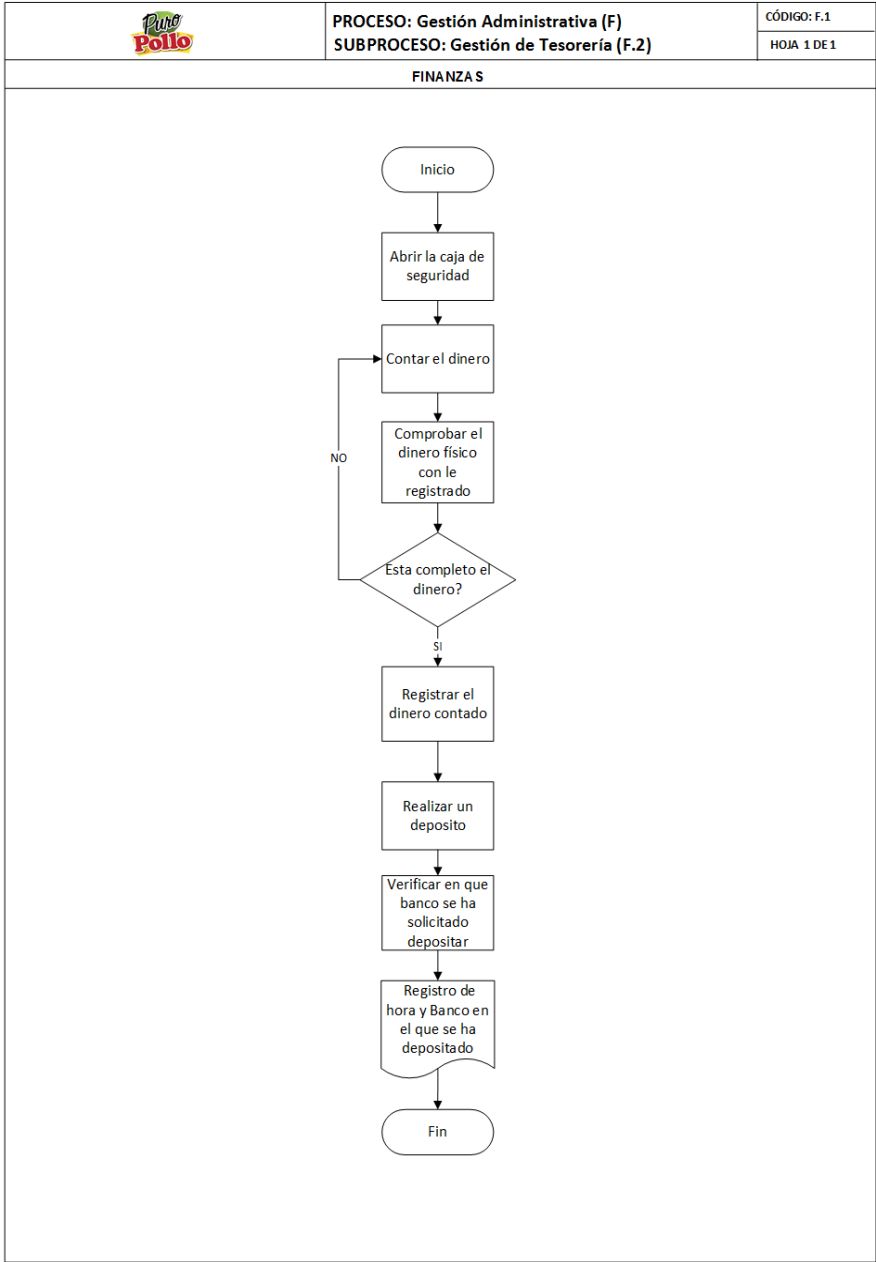 Puro
Pollo
PROCESO: Gestión Administrativa (F)
SUBPROCESO: Gestión de Tesorería (F.2)
CÓDIGO: F.1
HOJA 1 DE 1
FINANZAS
Inicio
Abrir la caja de
seguridad
Contar el dinero
Comprobar el
dinero físico
con le
registrado
NO
Esta completo el
dinero?
SI
Registrar el
dinero contado
Realizar un
deposito
Verificar en que
banco se ha
solicitado
depositar
Registro de
hora y Banco en
el que se ha
depositado
Fin